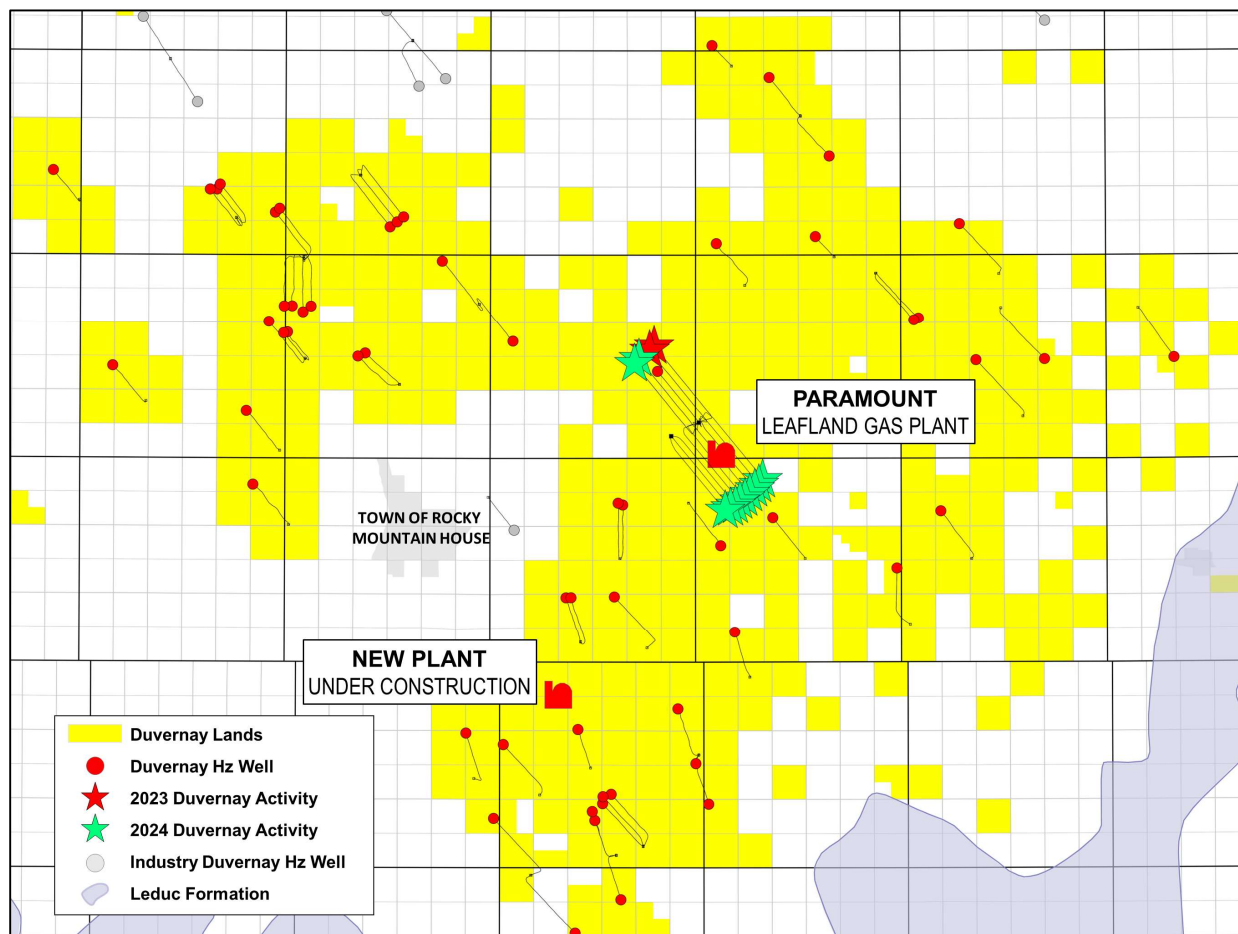 PARAMOUNT
LEAFLAND GAS PLANT
TOWN OF ROCKY
MOUNTAIN HOUSE
NEW PLANT
UNDER CONSTRUCTION
Duvernay Lands
Duvernay Hz Well
2023 Duvernay Activity
2024 Duvernay Activity
Industry Duvernay Hz Well
Leduc Formation